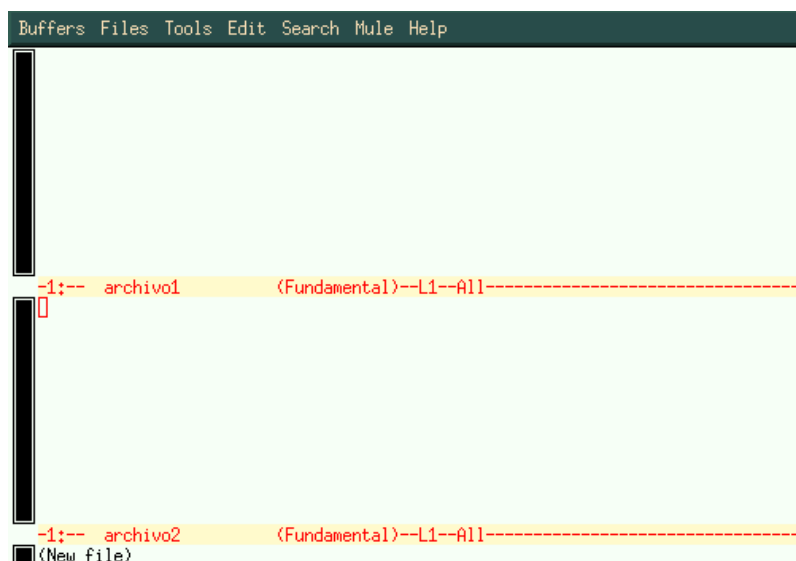 Buffers Files Tools Edit Search Mule Help
-1:-- archivo1 (Fundamental)--L1--All---------------------------------
-1:-- archivo2 (Fundamental)--L1--All---------------------------------
(New file)